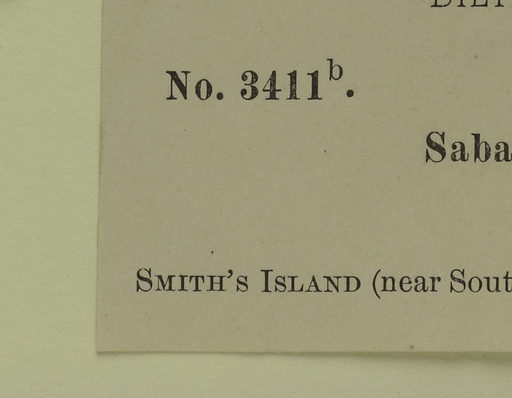 No. 3411ᵇ.
Saba
SMITH'S ISLAND (near Sout